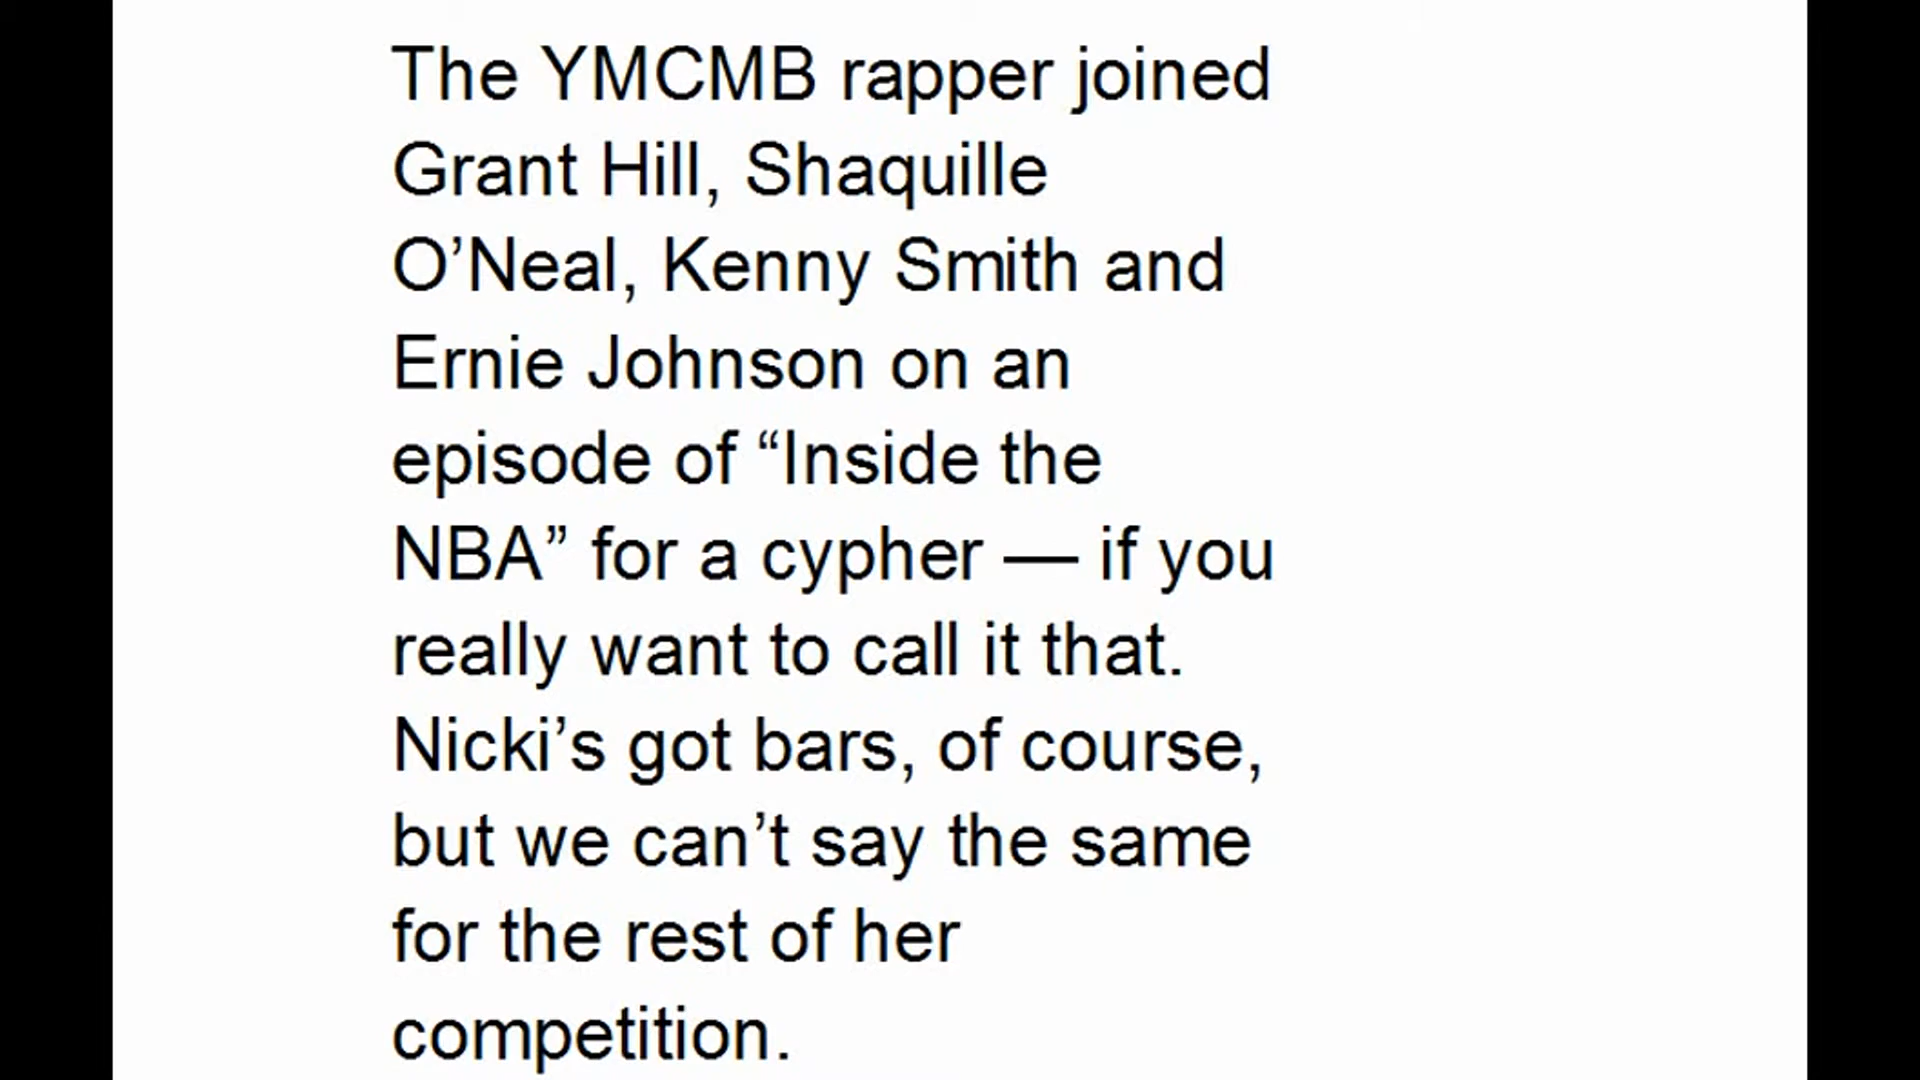 The YMCMB rapper joined
Grant Hill, Shaquille
O’Neal, Kenny Smith and
Ernie Johnson on an
episode of “Inside the
NBA” for a cypher — if you
really want to call it that.
Nicki’s got bars, of course,
but we can’t say the same
for the rest of her
competition.